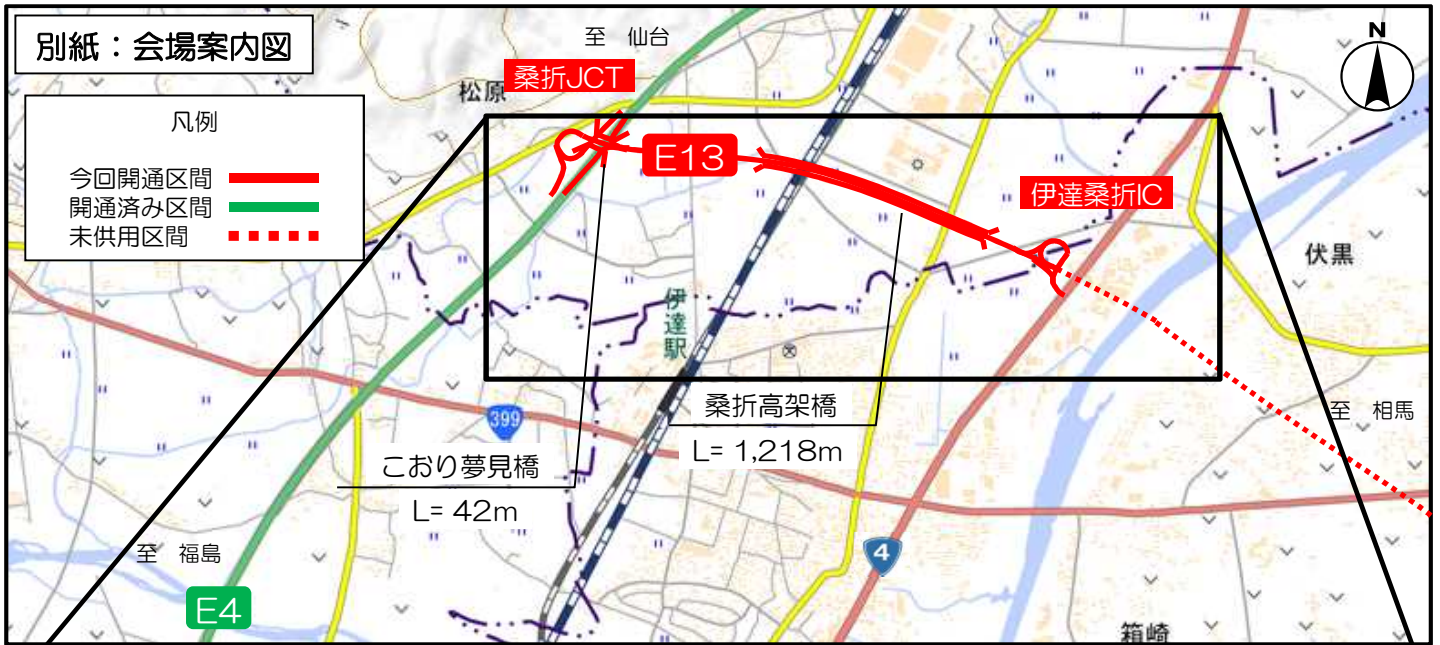 別紙：会場案内図
至 仙台
N
桑折JCT
松原
凡例
今回開通区間
開通済み区間
未供用区間
E13
伊達桑折IC
伏黒
伊達駅
桑折高架橋
L= 1,218m
至 相馬
399
こおり夢見橋
L= 42m
至 福島
4
E4
箱崎